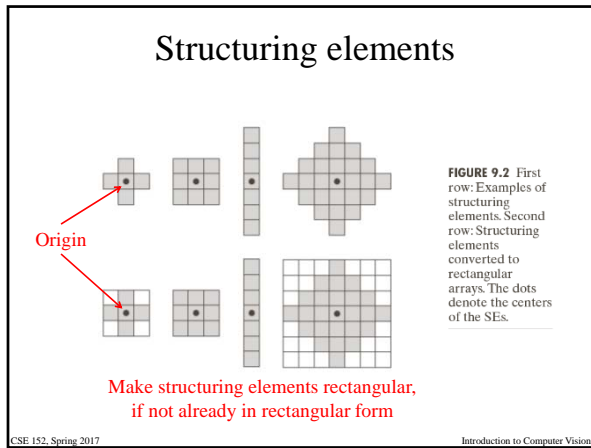 Structuring elements
FIGURE 9.2 First
row: Examples of
structuring
elements. Second
row: Structuring
elements
converted to
rectangular
arrays. The dots
denote the centers
of the SEs.
Origin
Make structuring elements rectangular,
if not already in rectangular form
CSE 152, Spring 2017
Introduction to Computer Vision